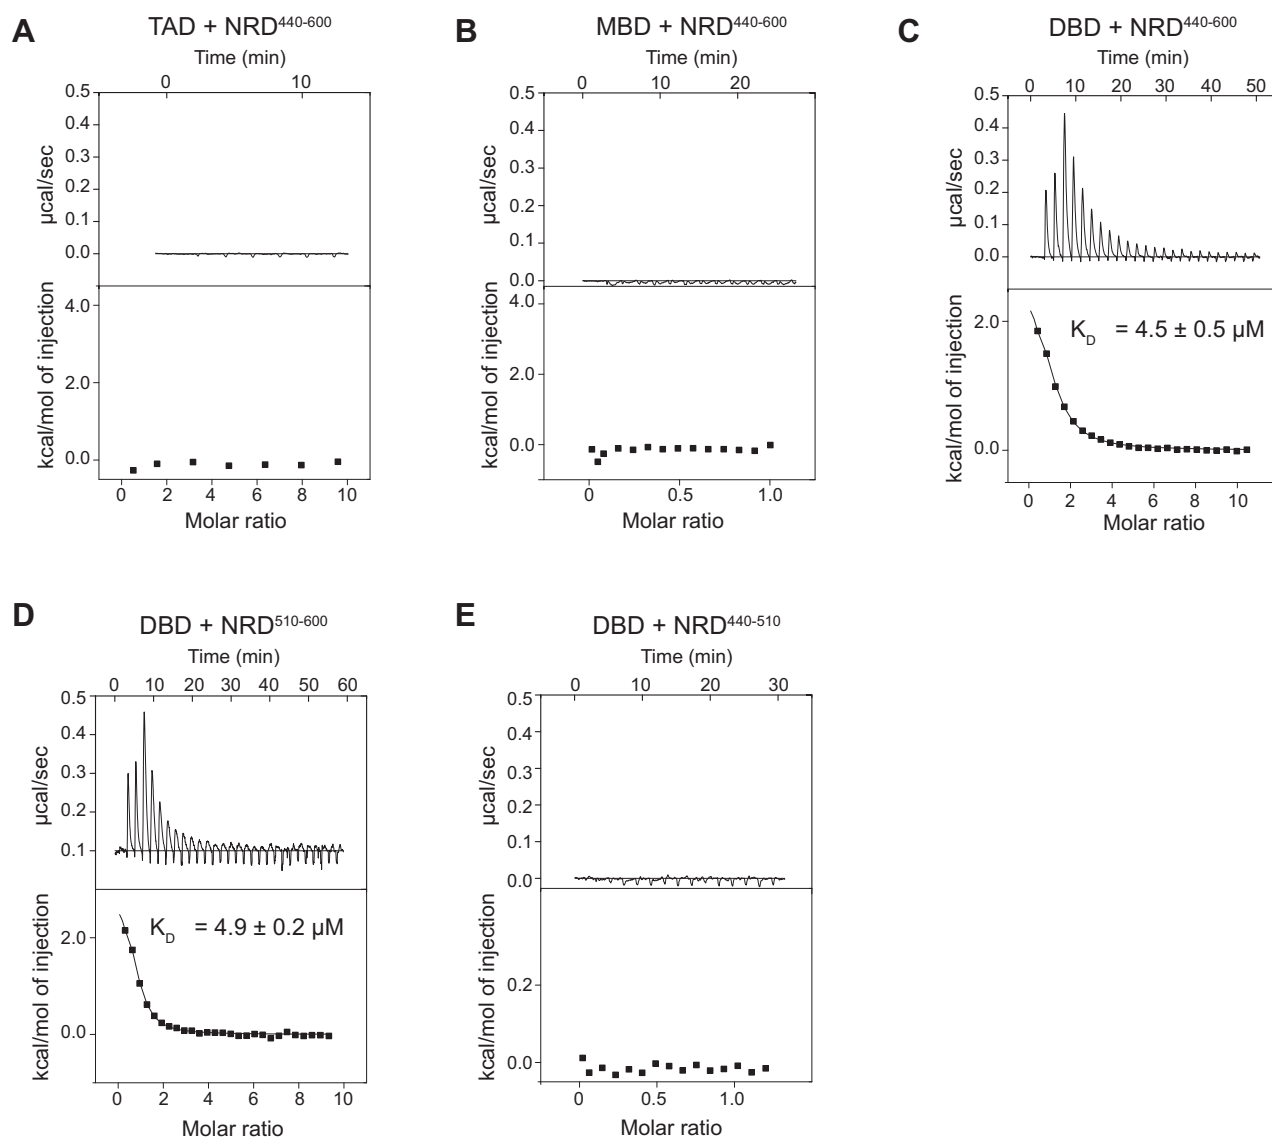 A
TAD + NRD440-600
Time (min)
0 10
0.5
0.4
0.3
0.2
0.1
0.0
µcal/sec
4.0
2.0
0.0
kcal/mol of injection
0 2 4 6 8 10
Molar ratio
B
MBD + NRD440-600
Time (min)
0 10 20
0.5
0.4
0.3
0.2
0.1
0.0
µcal/sec
4.0
2.0
0.0
kcal/mol of injection
0 0.5 1.0
Molar ratio
C
DBD + NRD440-600
Time (min)
0 10 20 30 40 50
0.5
0.4
0.3
0.2
0.1
0.0
µcal/sec
KD = 4.5 ± 0.5 µM
2.0
0.0
kcal/mol of injection
0 2 4 6 8 10
Molar ratio
D
DBD + NRD510-600
Time (min)
0 10 20 30 40 50 60
0.5
0.4
0.3
0.2
0.1
µcal/sec
KD = 4.9 ± 0.2 µM
2.0
0.0
kcal/mol of injection
0 2 4 6 8 10
Molar ratio
E
DBD + NRD440-510
Time (min)
0 10 20 30
0.5
0.4
0.3
0.2
0.1
0.0
µcal/sec
0.2
0.0
kcal/mol of injection
0 0.5 1.0
Molar ratio